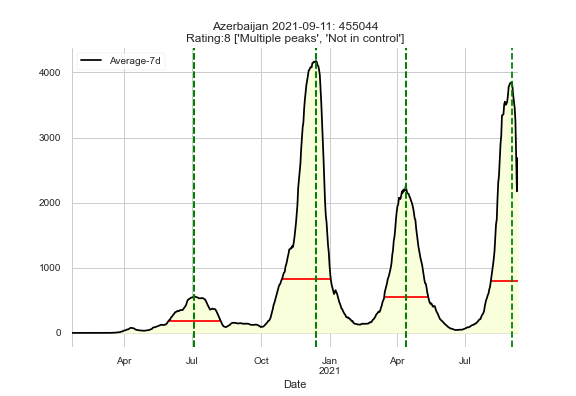 Azerbaijan 2021-09-11: 455044
Rating:8 ['Multiple peaks', 'Not in control']
Average-7d
4000
3000
2000
1000
0
Apr
Jul
Oct
Jan
2021
Apr
Jul
Date